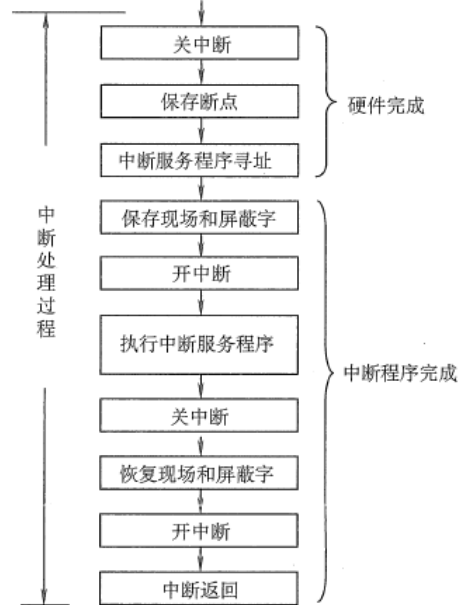 关中断
保存断点
硬件完成
中断服务程序寻址
保存现场和屏蔽字
开中断
中断处理过程
执行中断服务程序
中断程序完成
关中断
恢复现场和屏蔽字
开中断
中断返回